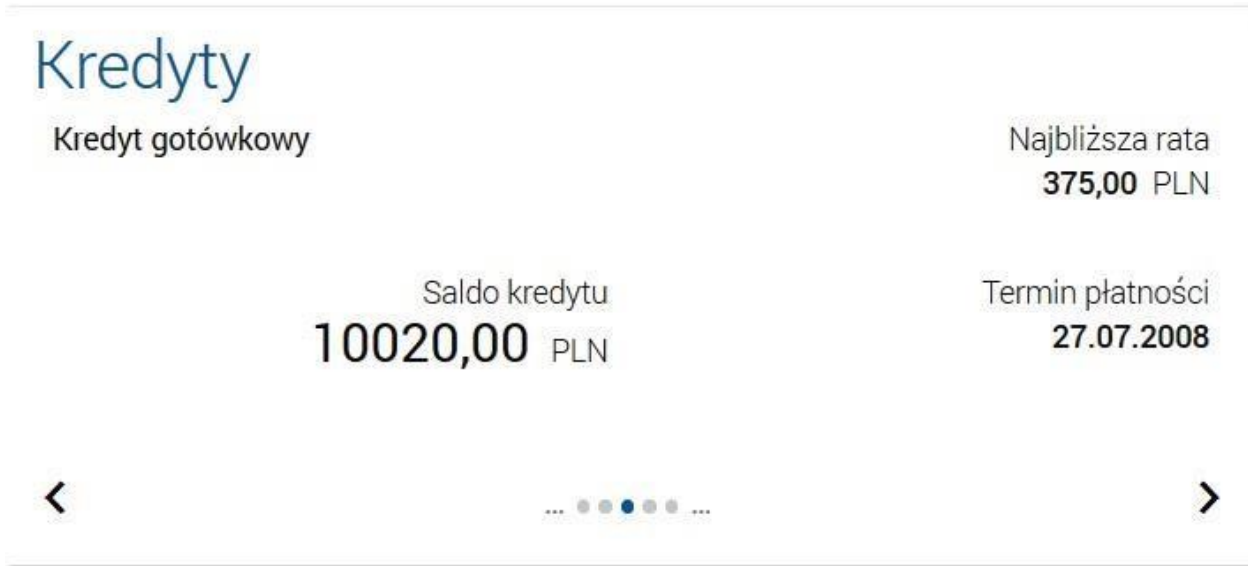 Kredyty
Kredyt gotówkowy
Najbliższa rata
375,00 PLN
Saldo kredytu
10020,00 PLN
Termin płatności
27.07.2008
... ...